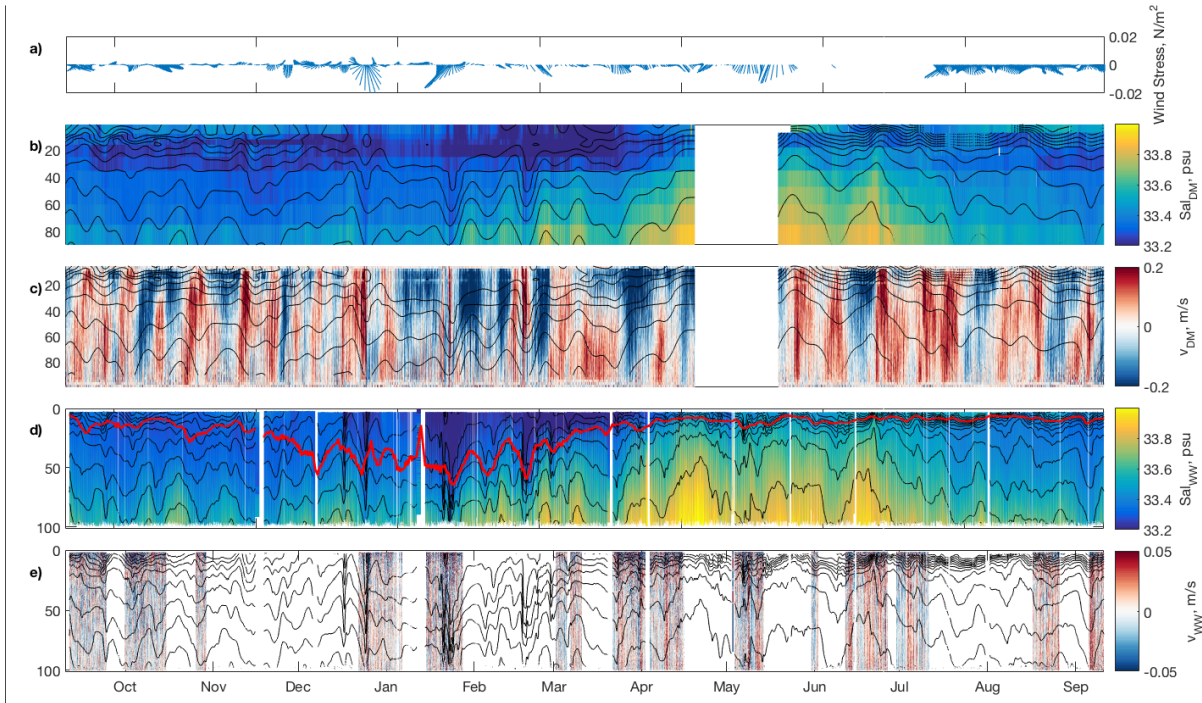 a)
0.02
0
-0.02
Wind Stress, N/m²
b)
20
40
60
80
33.8
33.6
33.4
33.2
Sal_DM, psu
c)
20
40
60
80
0.2
0
-0.2
v_DM, m/s
d)
0
50
100
33.8
33.6
33.4
33.2
Sal_WW, psu
e)
0
50
100
0.05
0
-0.05
v_WW, m/s
Oct Nov Dec Jan Feb Mar Apr May Jun Jul Aug Sep